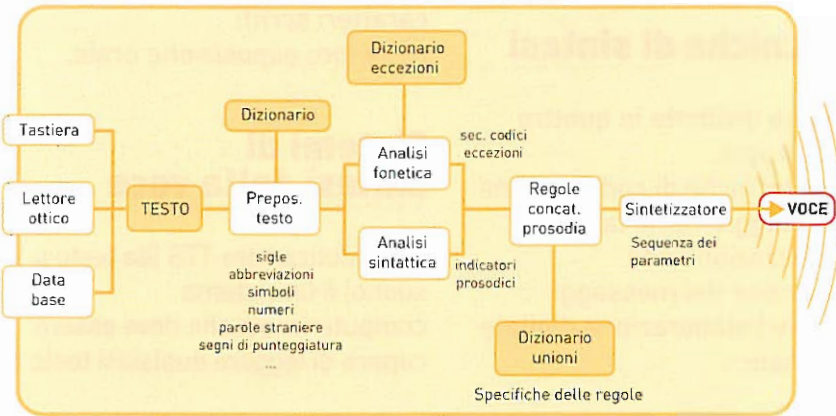 Dizionario
eccezioni
Dizionario
Tastiera
Lettore
ottico
Data
base
TESTO
Prepos.
testo
sigle
abbreviazioni
simboli
numeri
parole straniere
segni di punteggiatura
...
Analisi
fonetica
Analisi
sintattica
sec. codici
eccezioni
indicatori
prosodici
Regole
concat.
prosodia
Dizionario
unioni
Specifiche delle regole
Sintetizzatore
Sequenza dei
parametri
VOCE